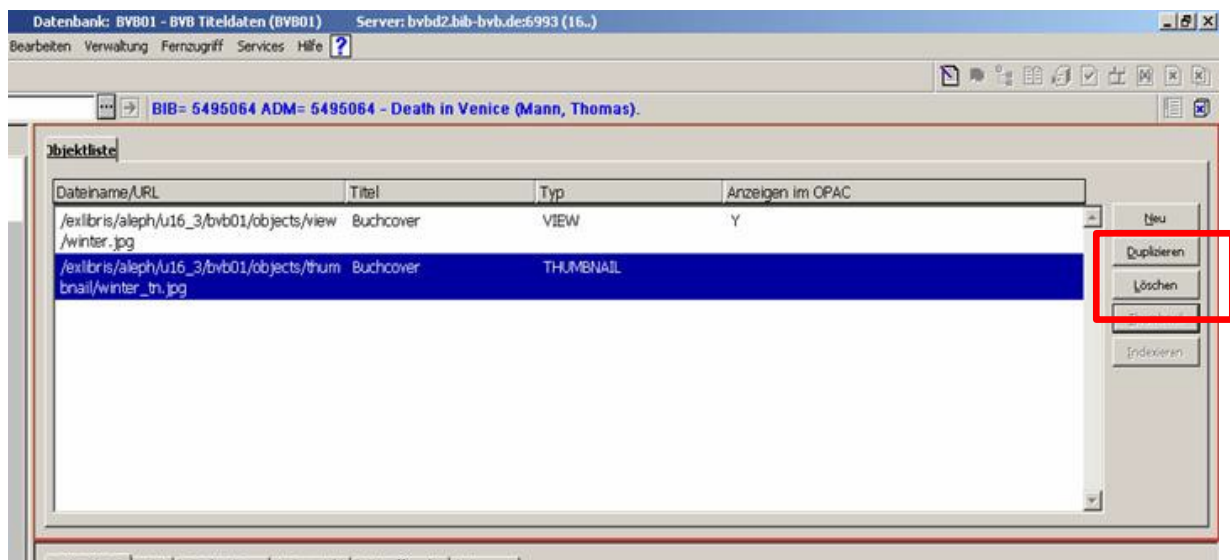 Datenbank: BVB01 - BVB Titeldaten (BVB01) Server: bvbd2.bib-bvb.de:6993 (16..)
Bearbeiten Verwaltung Fernzugriff Services Hilfe ?
BIB= 5495064 ADM= 5495064 - Death in Venice (Mann, Thomas).
Objektliste
Dateiname/URL Titel Typ Anzeigen im OPAC
/exlibris/aleph/u16_3/bvb01/objects/view Buchcover VIEW Y
/winter.jpg
/exlibris/aleph/u16_3/bvb01/objects/thum Buchcover THUMBNAIL
bnail/winter_tn.jpg
Neu
Duplizieren
Löschen
Indexieren